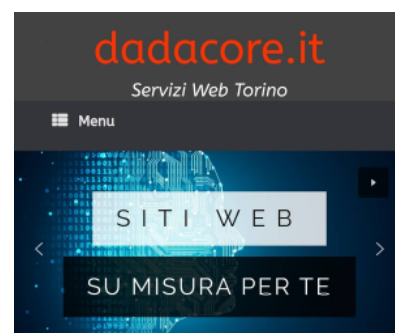 dadacore.it
Servizi Web Torino
Menu
SITI WEB
SU MISURA PER TE